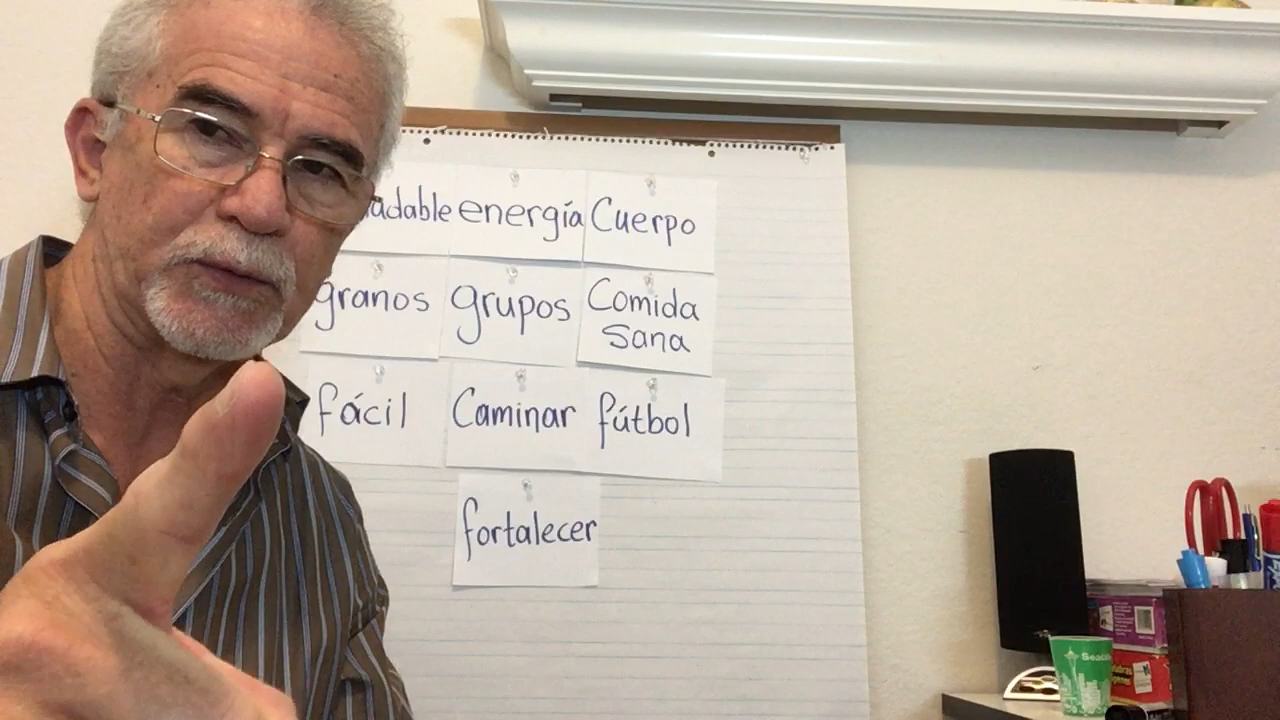 energía
Cuerpo
granos
grupos
Comida
Sana
fácil
Caminar
fútbol
fortalecer